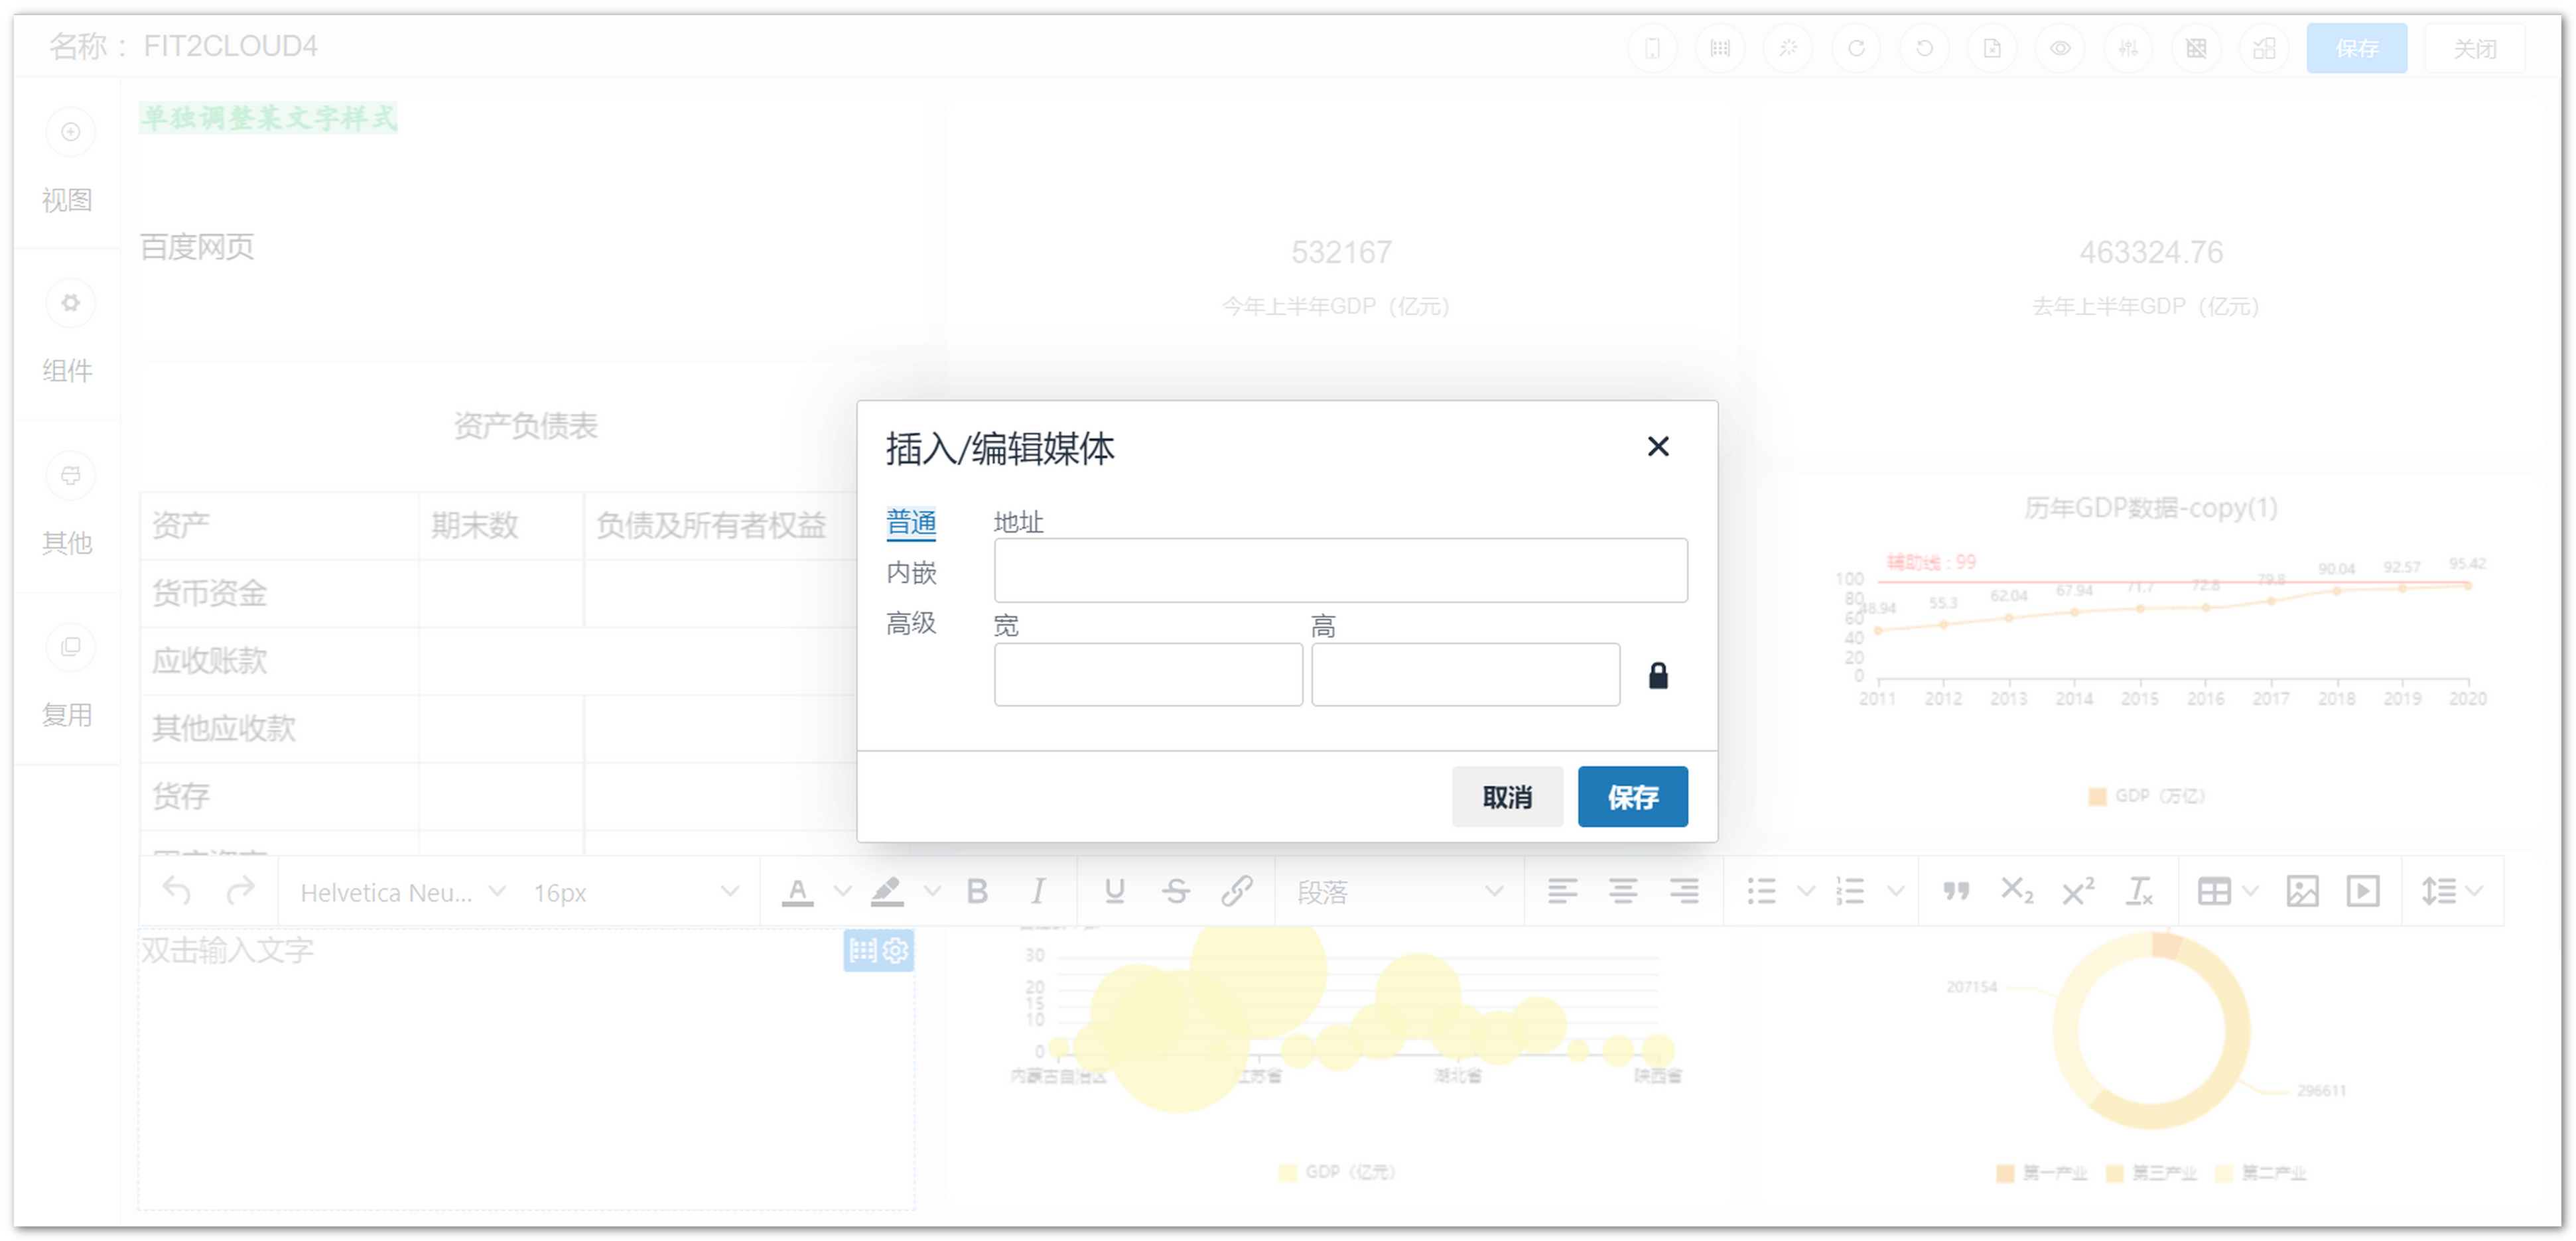 名称： FIT2CLOUD4
保存
关闭
视图
组件
其他
复用
单独调整某文字样式
百度网页
532167
今年上半年GDP（亿元）
463324.76
去年上半年GDP（亿元）
资产负债表
资产 期末数 负债及所有者权益
货币资金
应收账款
其他应收款
货存
插入/编辑媒体
普通
内嵌
高级
地址
宽
高
取消
保存
历年GDP数据-copy(1)
辅助线 : 99
100
80
60
40
20
0
48.94 55.3 62.04 67.94 71.7 72.8 79.8 90.04 92.57 95.42
2011 2012 2013 2014 2015 2016 2017 2018 2019 2020
GDP（万亿）
Helvetica Neu... 16px A B I U S 段落
双击输入文字
30
20
15
10
0
内蒙古自治区 江苏省 湖北省 陕西省
GDP（亿元）
207154
296611
第一产业 第三产业 第二产业